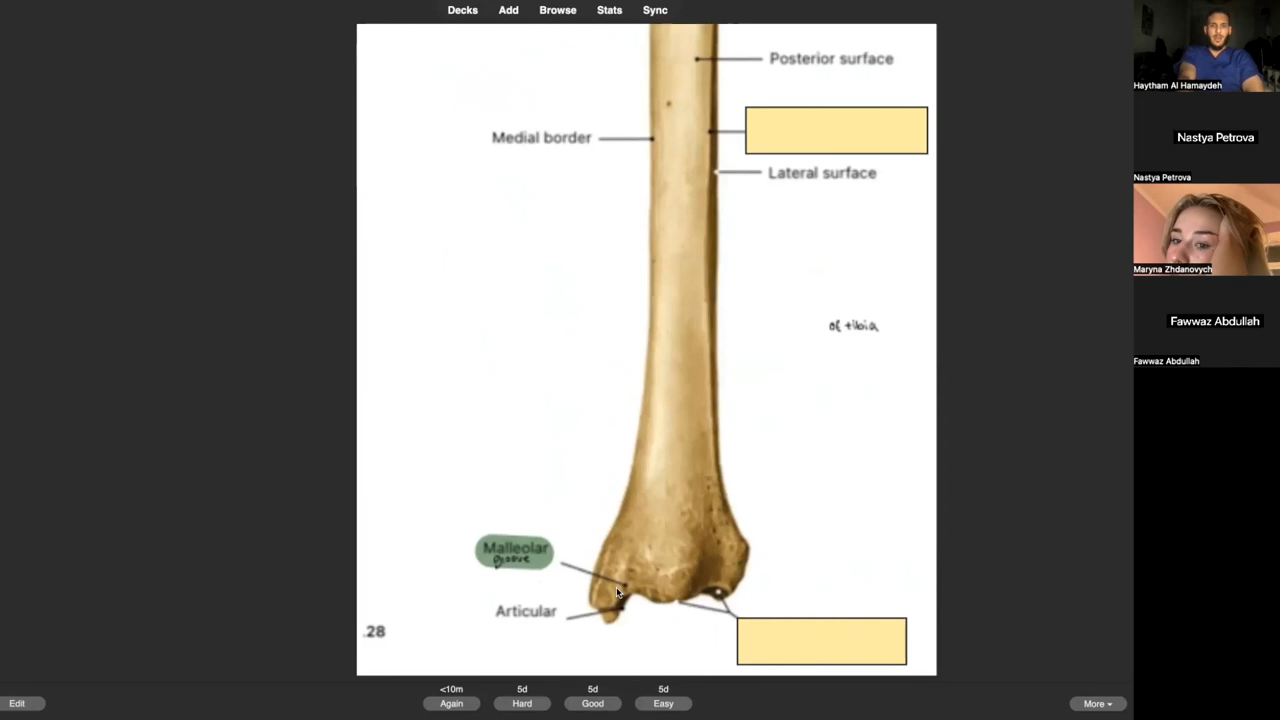 Decks Add Browse Stats Sync
Posterior surface
Medial border
Lateral surface
of tibia
Malleolar
groove
Articular
.28
<10m 5d 5d 5d
Edit Again Hard Good Easy More
Haytham Al Hamaydeh
Nastya Petrova
Nastya Petrova
Maryna Zhdanovych
Fawwaz Abdullah
Fawwaz Abdullah